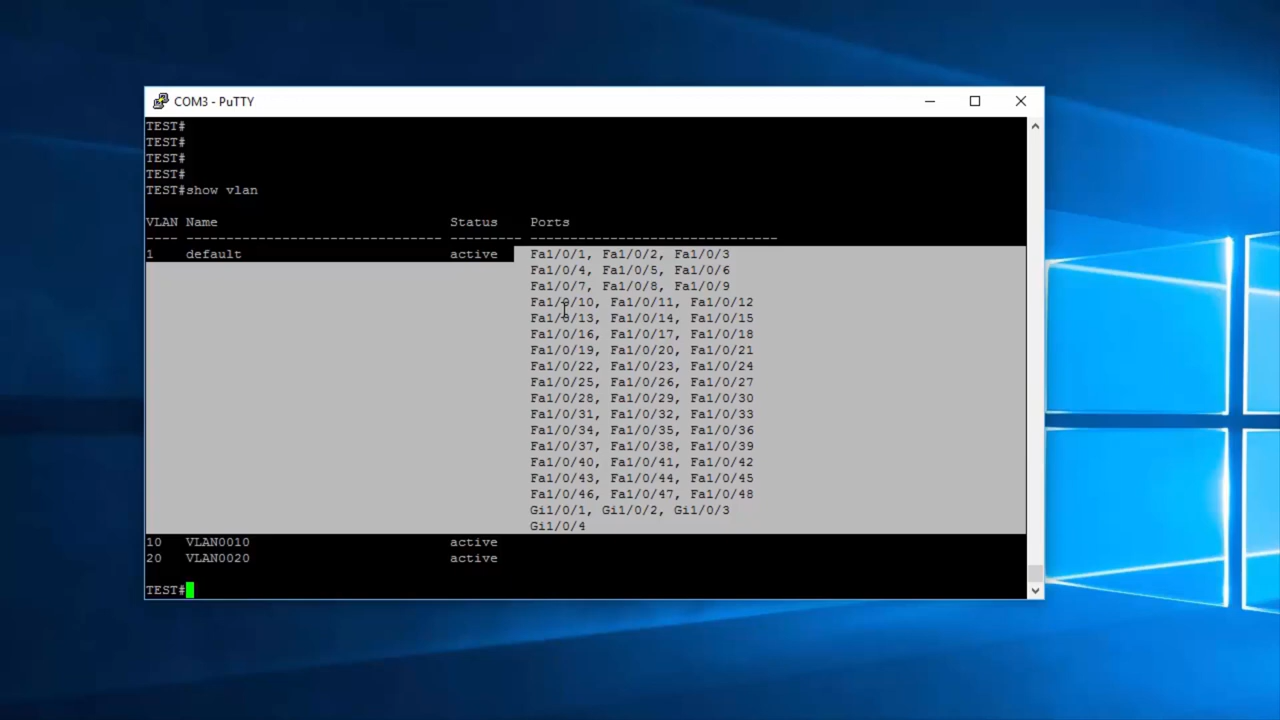 COM3 - PuTTY
TEST#
TEST#
TEST#
TEST#
TEST#show vlan
VLAN Name                             Status    Ports
---- -------------------------------- --------- -------------------------------
1    default                          active    Fa1/0/1, Fa1/0/2, Fa1/0/3
Fa1/0/4, Fa1/0/5, Fa1/0/6
Fa1/0/7, Fa1/0/8, Fa1/0/9
Fa1/0/10, Fa1/0/11, Fa1/0/12
Fa1/0/13, Fa1/0/14, Fa1/0/15
Fa1/0/16, Fa1/0/17, Fa1/0/18
Fa1/0/19, Fa1/0/20, Fa1/0/21
Fa1/0/22, Fa1/0/23, Fa1/0/24
Fa1/0/25, Fa1/0/26, Fa1/0/27
Fa1/0/28, Fa1/0/29, Fa1/0/30
Fa1/0/31, Fa1/0/32, Fa1/0/33
Fa1/0/34, Fa1/0/35, Fa1/0/36
Fa1/0/37, Fa1/0/38, Fa1/0/39
Fa1/0/40, Fa1/0/41, Fa1/0/42
Fa1/0/43, Fa1/0/44, Fa1/0/45
Fa1/0/46, Fa1/0/47, Fa1/0/48
Gi1/0/1, Gi1/0/2, Gi1/0/3
Gi1/0/4
10   VLAN0010                         active
20   VLAN0020                         active
TEST#